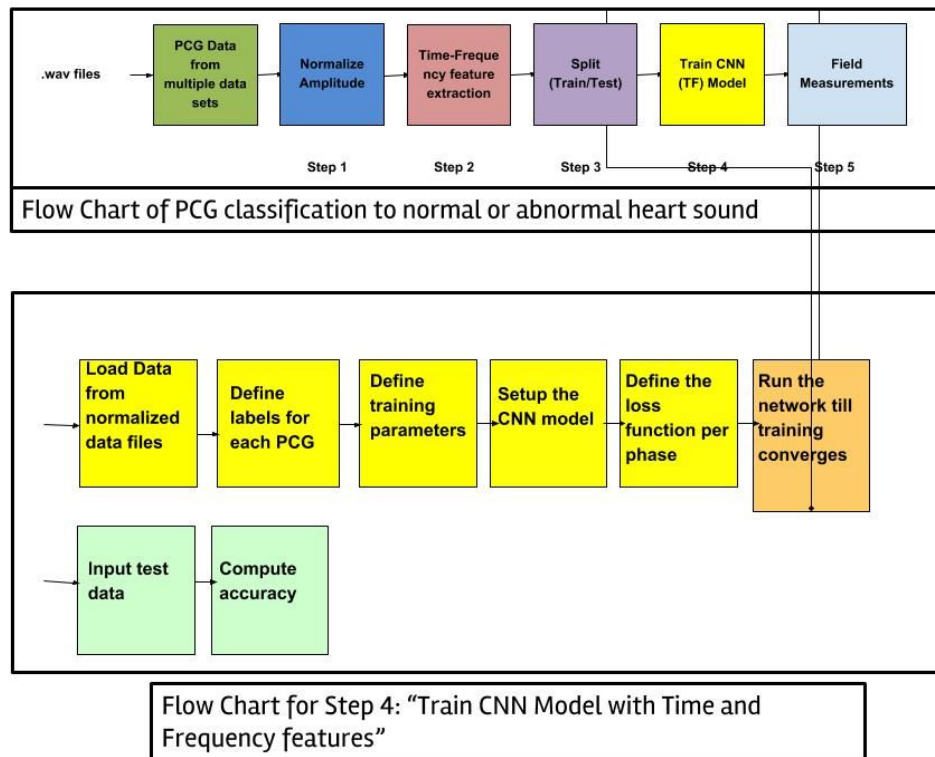 .wav files
PCG Data
from
multiple data
sets
Normalize
Amplitude
Time-Freque
ncy feature
extraction
Split
(Train/Test)
Train CNN
(TF) Model
Field
Measurements
Step 1
Step 2
Step 3
Step 4
Step 5
Flow Chart of PCG classification to normal or abnormal heart sound
Load Data
from
normalized
data files
Define
labels for
each PCG
Define
training
parameters
Setup the
CNN model
Define the
loss
function per
phase
Run the
network till
training
converges
Input test
data
Compute
accuracy
Flow Chart for Step 4: “Train CNN Model with Time and
Frequency features”